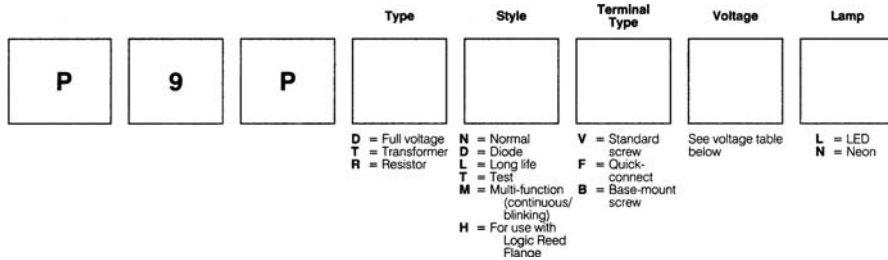 Type
Style
Terminal
Type
Voltage
Lamp
P
9
P
D = Full voltage
T = Transformer
R = Resistor
N = Normal
D = Diode
L = Long life
T = Test
M = Multi-function
(continuous/
blinking)
H = For use with
Logic Reed
Flange
V = Standard
screw
F = Quick-
connect
B = Base-mount
screw
See voltage table
below
L = LED
N = Neon